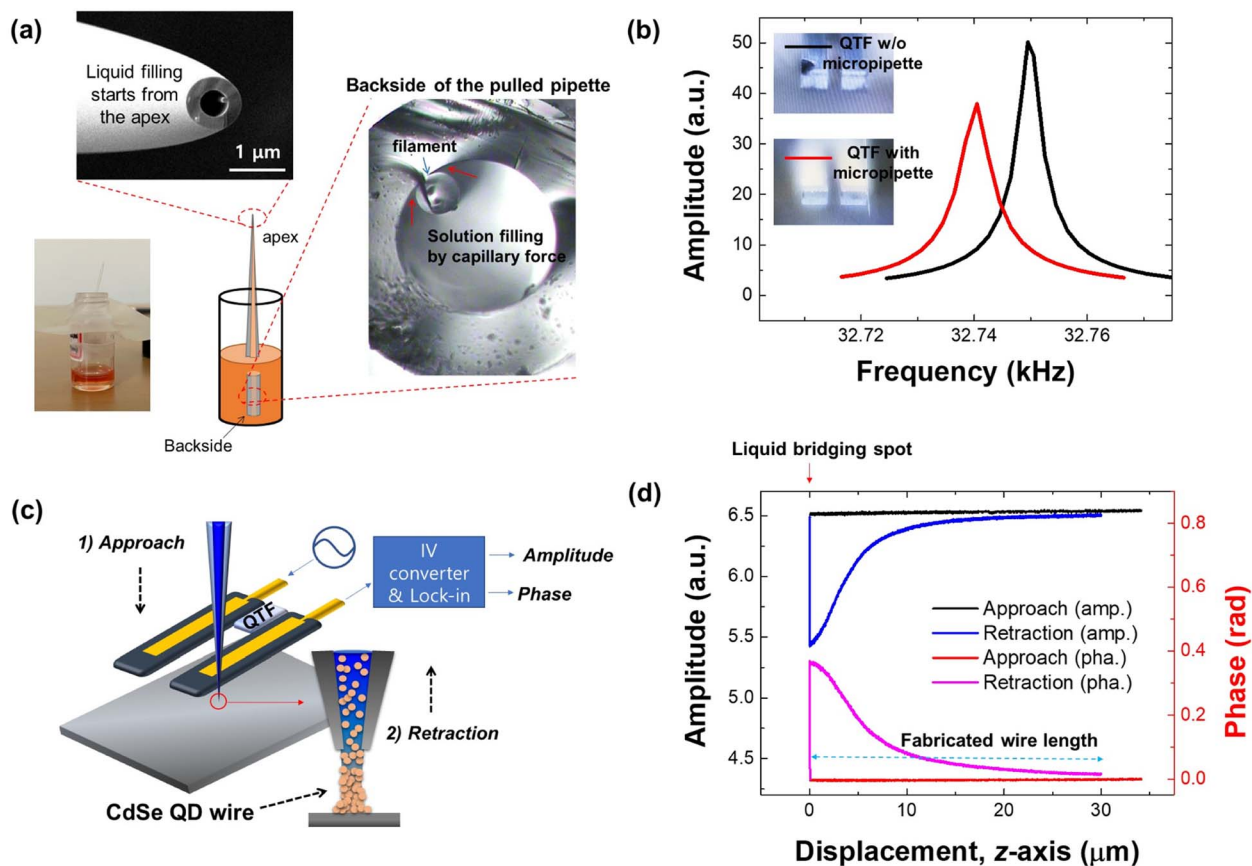 (a)
Liquid filling
starts from
the apex
1 μm
Backside of the pulled pipette
filament
Solution filling
by capillary force
apex
Backside
(b)
Amplitude (a.u.)
50
40
30
20
10
0
QTF w/o
micropipette
QTF with
micropipette
32.72
32.74
32.76
Frequency (kHz)
(c)
1) Approach
QTF
IV
converter
& Lock-in
Amplitude
Phase
2) Retraction
CdSe QD wire
(d)
Liquid bridging spot
Amplitude (a.u.)
6.5
6.0
5.5
5.0
4.5
Approach (amp.)
Retraction (amp.)
Approach (pha.)
Retraction (pha.)
Fabricated wire length
0.8
0.6
0.4
0.2
0.0
Phase (rad)
0
10
20
30
Displacement, z-axis (μm)